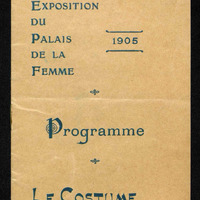 Exposition
du
Palais
de la
Femme
1905
Programme
Le Costume